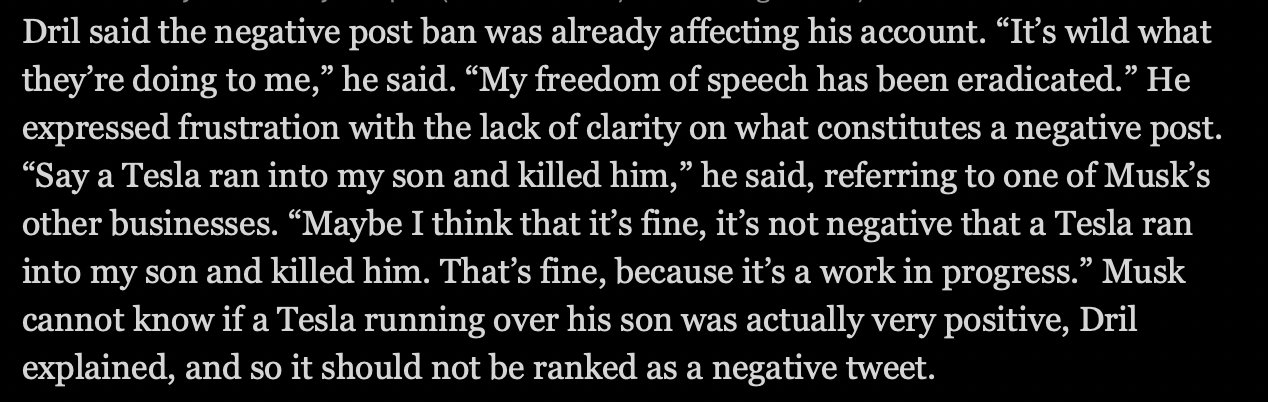 Dril said the negative post ban was already affecting his account. “It’s wild what
they’re doing to me,” he said. “My freedom of speech has been eradicated.” He
expressed frustration with the lack of clarity on what constitutes a negative post.
“Say a Tesla ran into my son and killed him,” he said, referring to one of Musk’s
other businesses. “Maybe I think that it’s fine, it’s not negative that a Tesla ran
into my son and killed him. That’s fine, because it’s a work in progress.” Musk
cannot know if a Tesla running over his son was actually very positive, Dril
explained, and so it should not be ranked as a negative tweet.